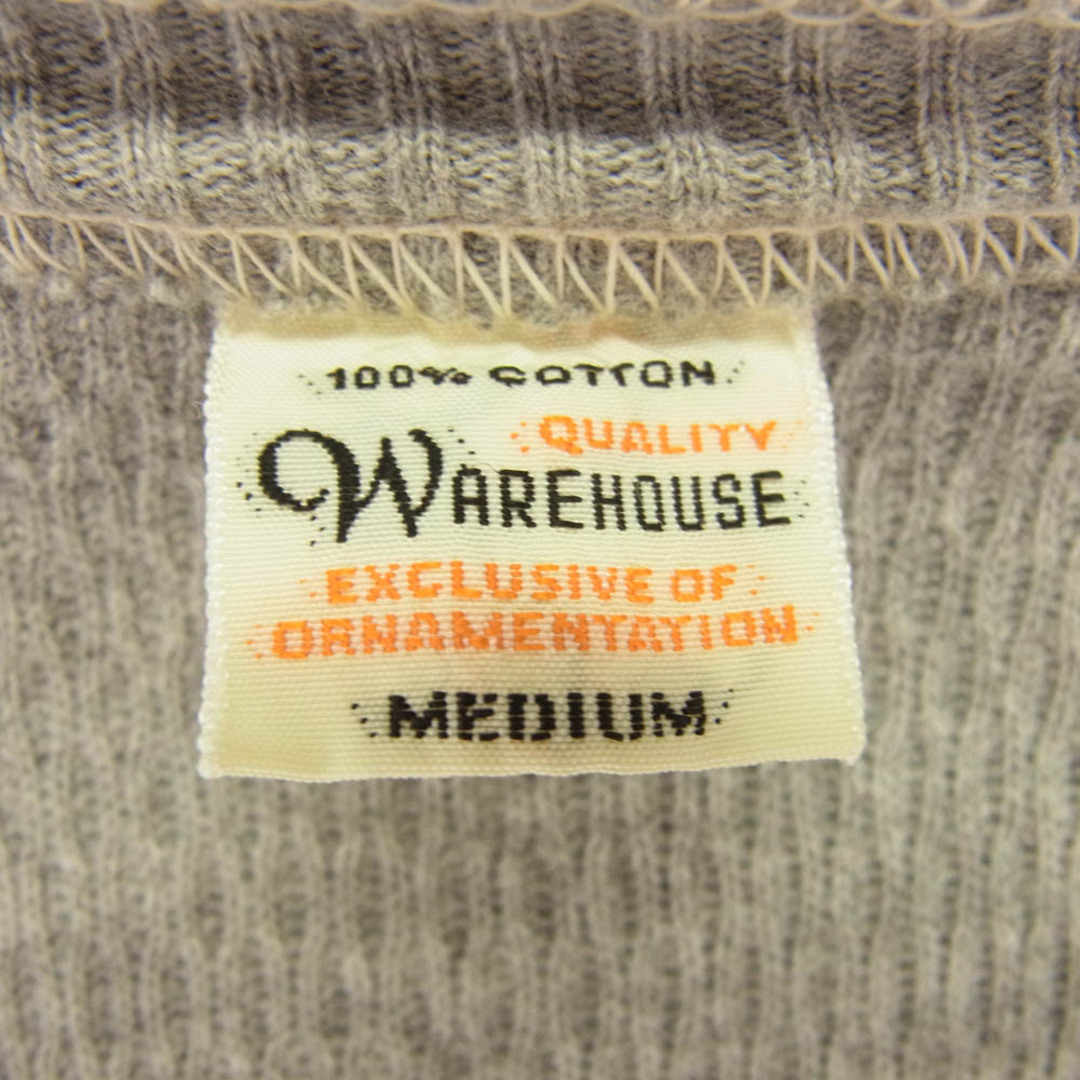 100% COTTON
QUALITY
WAREHOUSE
EXCLUSIVE OF
ORNAMENTATION
MEDIUM